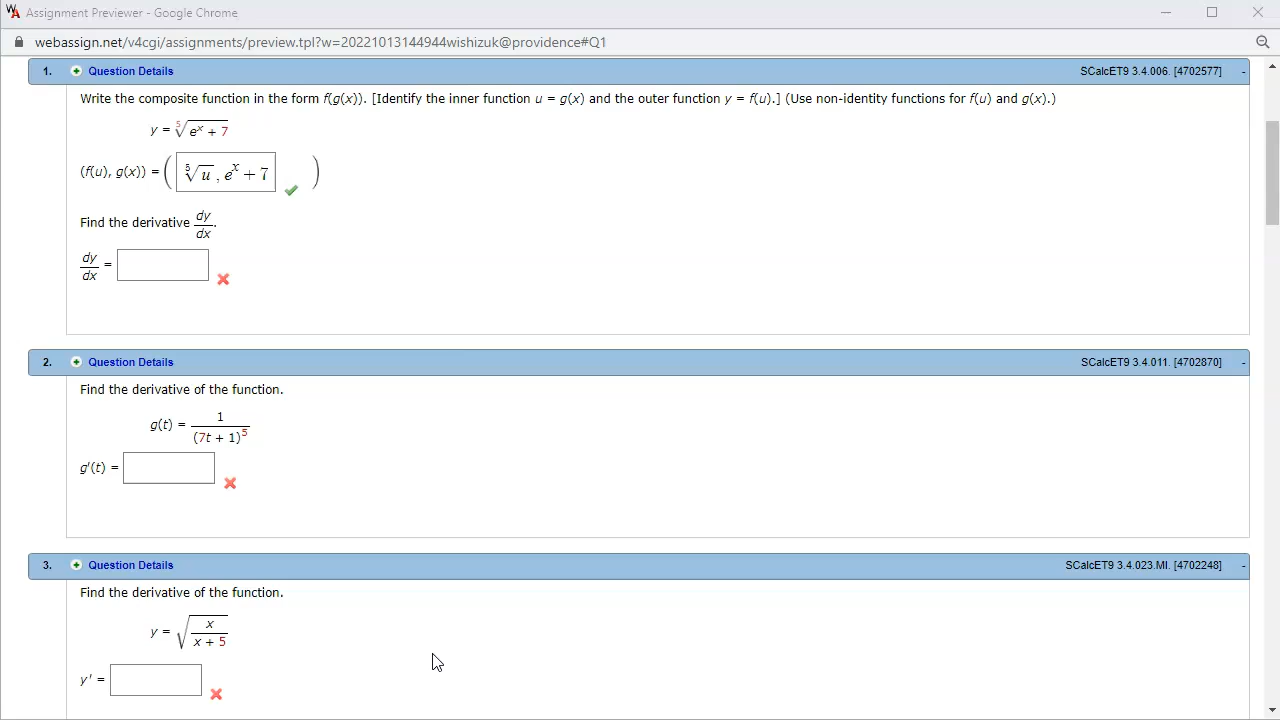 Assignment Previewer - Google Chrome
webassign.net/v4cgi/assignments/preview.tpl?w=20221013144944wishizuk@providence#Q1
1. Question Details SCalcET9 3.4.006. [4702577] -
Write the composite function in the form f(g(x)). [Identify the inner function u = g(x) and the outer function y = f(u).] (Use non-identity functions for f(u) and g(x).)
y = ⁵√(eˣ + 7)
(f(u), g(x)) = ( ⁵√u , eˣ + 7 )
Find the derivative dy/dx.
dy/dx =
2. Question Details SCalcET9 3.4.011. [4702870] -
Find the derivative of the function.
g(t) = 1/(7t + 1)⁵
g'(t) =
3. Question Details SCalcET9 3.4.023.MI. [4702248] -
Find the derivative of the function.
y = √(x/(x + 5))
y' =